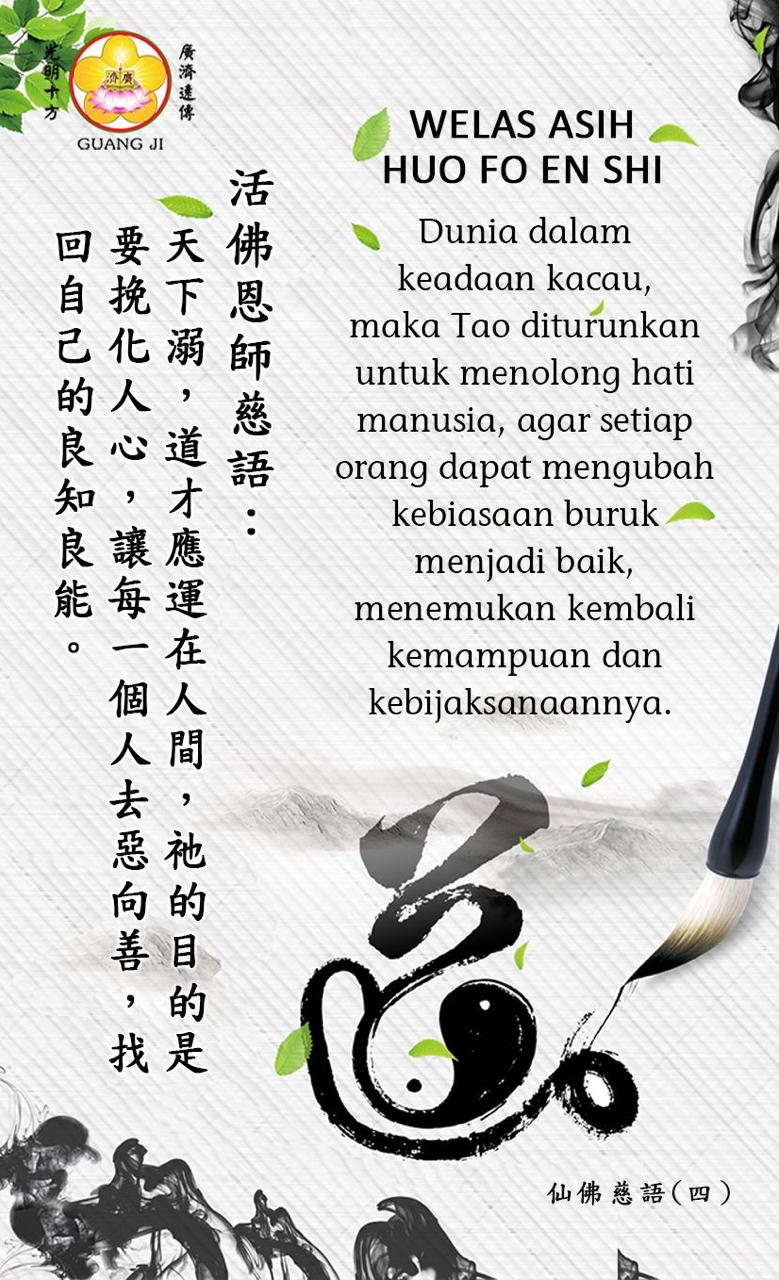 光明十方
廣濟遠傳
濟廣
GUANG JI
活佛恩師慈語：
天下溺，道才應運在人間，祂的目的是
要挽化人心，讓每一個人去惡向善，找
回自己的良知良能。
WELAS ASIH
HUO FO EN SHI
Dunia dalam
keadaan kacau,
maka Tao diturunkan
untuk menolong hati
manusia, agar setiap
orang dapat mengubah
kebiasaan buruk
menjadi baik,
menemukan kembali
kemampuan dan
kebijaksanaannya.
道
仙佛慈語(四)